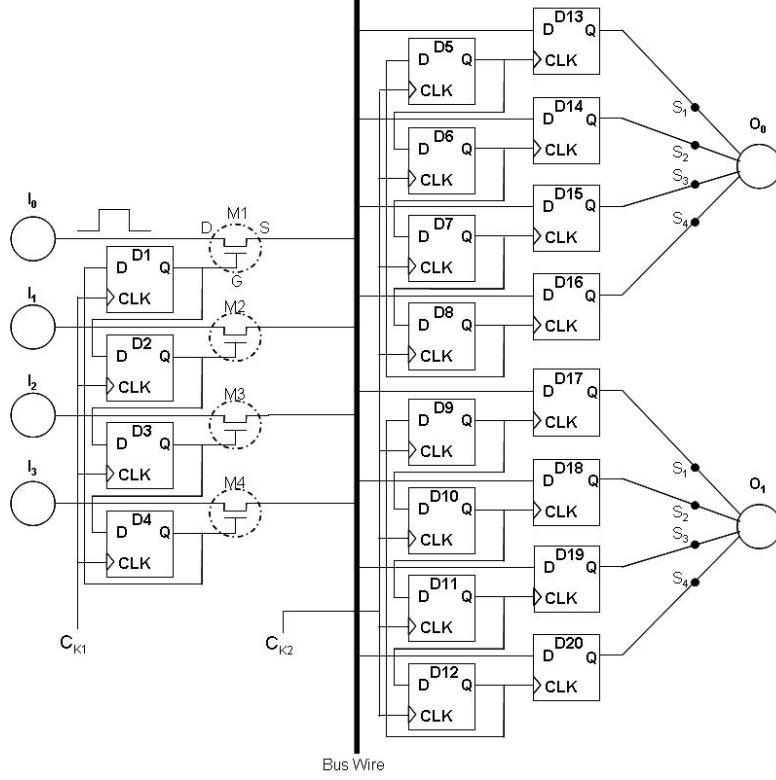 I₀
D M1 S
G
D1
D Q
CLK
I₁
M2
D2
D Q
CLK
I₂
M3
D3
D Q
CLK
I₃
M4
D4
D Q
CLK
C_K1
C_K2
Bus Wire
D5
D Q
CLK
D6
D Q
CLK
D7
D Q
CLK
D8
D Q
CLK
D9
D Q
CLK
D10
D Q
CLK
D11
D Q
CLK
D12
D Q
CLK
D13
D Q
CLK
D14
D Q
CLK
D15
D Q
CLK
D16
D Q
CLK
D17
D Q
CLK
D18
D Q
CLK
D19
D Q
CLK
D20
D Q
CLK
S₁
S₂
S₃
S₄
O₀
S₁
S₂
S₃
S₄
O₁